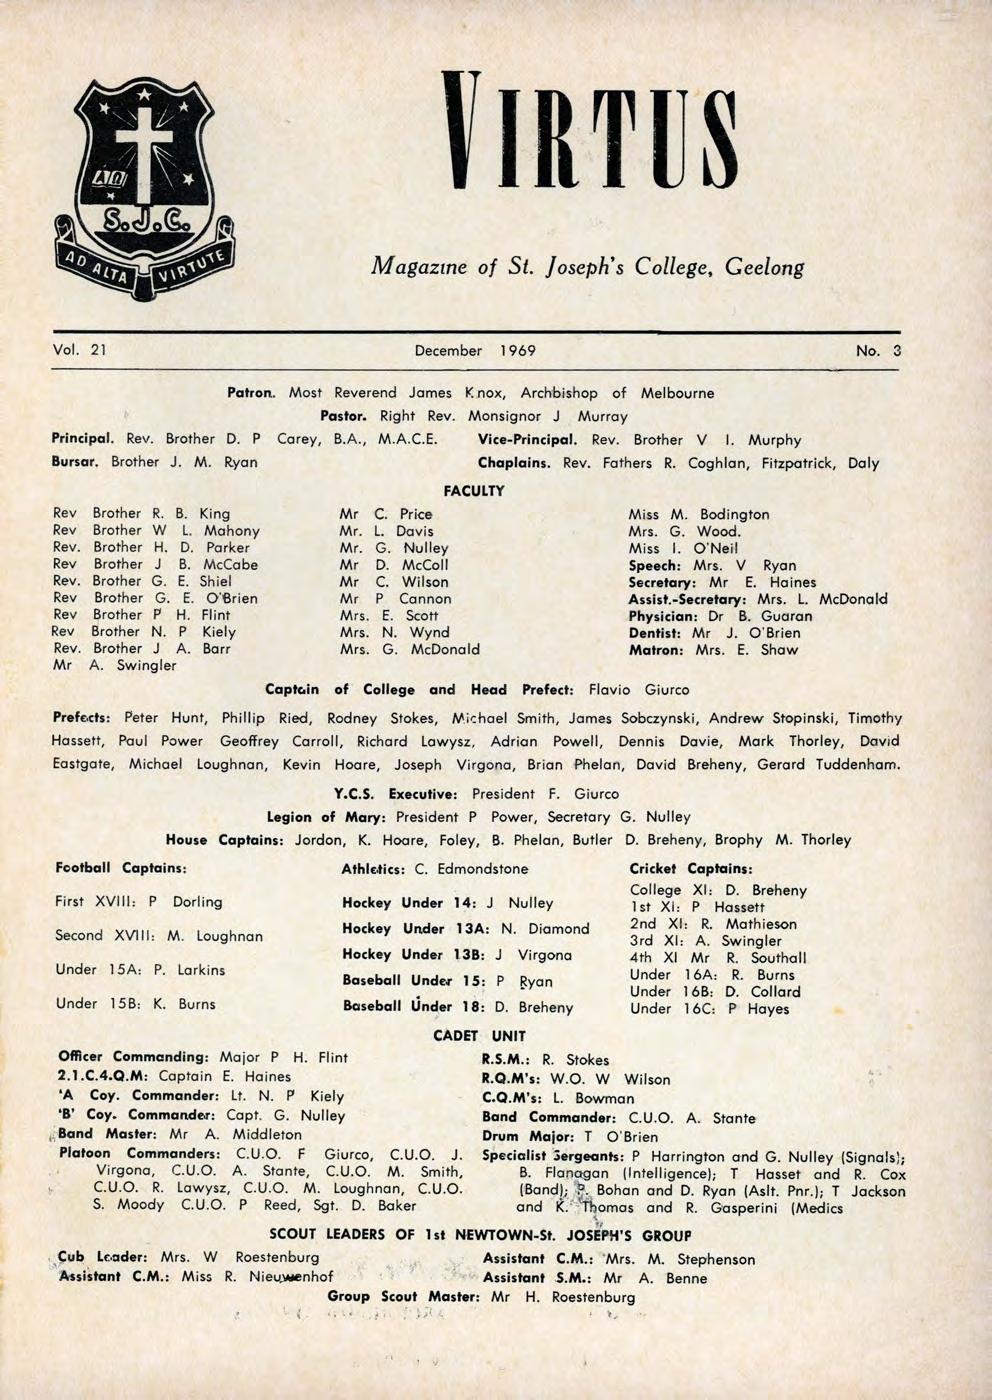 VIRTUS
ΑΩ
S.J.C.
AD ALTA VIRTUTE
Magazine of St. Joseph's College, Geelong
Vol. 21 December 1969 No. 3
Patron. Most Reverend James Knox, Archbishop of Melbourne
Pastor. Right Rev. Monsignor J Murray
Principal. Rev. Brother D. P Carey, B.A., M.A.C.E. Vice-Principal. Rev. Brother V I. Murphy
Bursar. Brother J. M. Ryan Chaplains. Rev. Fathers R. Coghlan, Fitzpatrick, Daly
FACULTY
Rev Brother R. B. King
Rev Brother W L. Mahony
Rev. Brother H. D. Parker
Rev Brother J B. McCabe
Rev. Brother G. E. Shiel
Rev Brother G. E. O'Brien
Rev Brother P H. Flint
Rev Brother N. P Kiely
Rev. Brother J A. Barr
Mr A. Swingler
Mr C. Price
Mr. L. Davis
Mr. G. Nulley
Mr D. McColl
Mr C. Wilson
Mr P Cannon
Mrs. E. Scott
Mrs. N. Wynd
Mrs. G. McDonald
Miss M. Bodington
Mrs. G. Wood.
Miss I. O'Neil
Speech: Mrs. V Ryan
Secretary: Mr E. Haines
Assist.-Secretary: Mrs. L. McDonald
Physician: Dr B. Guaran
Dentist: Mr J. O'Brien
Matron: Mrs. E. Shaw
Captain of College and Head Prefect: Flavio Giurco
Prefects: Peter Hunt, Phillip Ried, Rodney Stokes, Michael Smith, James Sobczynski, Andrew Stopinski, Timothy
Hassett, Paul Power Geoffrey Carroll, Richard Lawysz, Adrian Powell, Dennis Davie, Mark Thorley, David
Eastgate, Michael Loughnan, Kevin Hoare, Joseph Virgona, Brian Phelan, David Breheny, Gerard Tuddenham.
Y.C.S. Executive: President F. Giurco
Legion of Mary: President P Power, Secretary G. Nulley
House Captains: Jordon, K. Hoare, Foley, B. Phelan, Butler D. Breheny, Brophy M. Thorley
Football Captains:
First XVIII: P Dorling
Second XVIII: M. Loughnan
Under 15A: P. Larkins
Under 15B: K. Burns
Athletics: C. Edmondstone
Hockey Under 14: J Nulley
Hockey Under 13A: N. Diamond
Hockey Under 13B: J Virgona
Baseball Under 15: P Ryan
Baseball Under 18: D. Breheny
Cricket Captains:
College XI: D. Breheny
1st XI: P Hassett
2nd XI: R. Mathieson
3rd XI: A. Swingler
4th XI Mr R. Southall
Under 16A: R. Burns
Under 16B: D. Collard
Under 16C: P Hayes
CADET UNIT
Officer Commanding: Major P H. Flint
2.1.C.4.Q.M: Captain E. Haines
'A Coy. Commander: Lt. N. P Kiely
'B' Coy. Commander: Capt. G. Nulley
Band Master: Mr A. Middleton
Platoon Commanders: C.U.O. F Giurco, C.U.O. J.
Virgona, C.U.O. A. Stante, C.U.O. M. Smith,
C.U.O. R. Lawysz, C.U.O. M. Loughnan, C.U.O.
S. Moody C.U.O. P Reed, Sgt. D. Baker
R.S.M.: R. Stokes
R.Q.M's: W.O. W Wilson
C.Q.M's: L. Bowman
Band Commander: C.U.O. A. Stante
Drum Major: T O'Brien
Specialist Sergeants: P Harrington and G. Nulley (Signals);
B. Flanagan (Intelligence); T Hasset and R. Cox
(Band); P. Bohan and D. Ryan (Aslt. Pnr.); T Jackson
and K. Thomas and R. Gasperini (Medics
SCOUT LEADERS OF 1st NEWTOWN-St. JOSEPH'S GROUP
Cub Leader: Mrs. W Roestenburg
Assistant C.M.: Miss R. Nieuwenhof
Assistant C.M.: Mrs. M. Stephenson
Assistant S.M.: Mr A. Benne
Group Scout Master: Mr H. Roestenburg